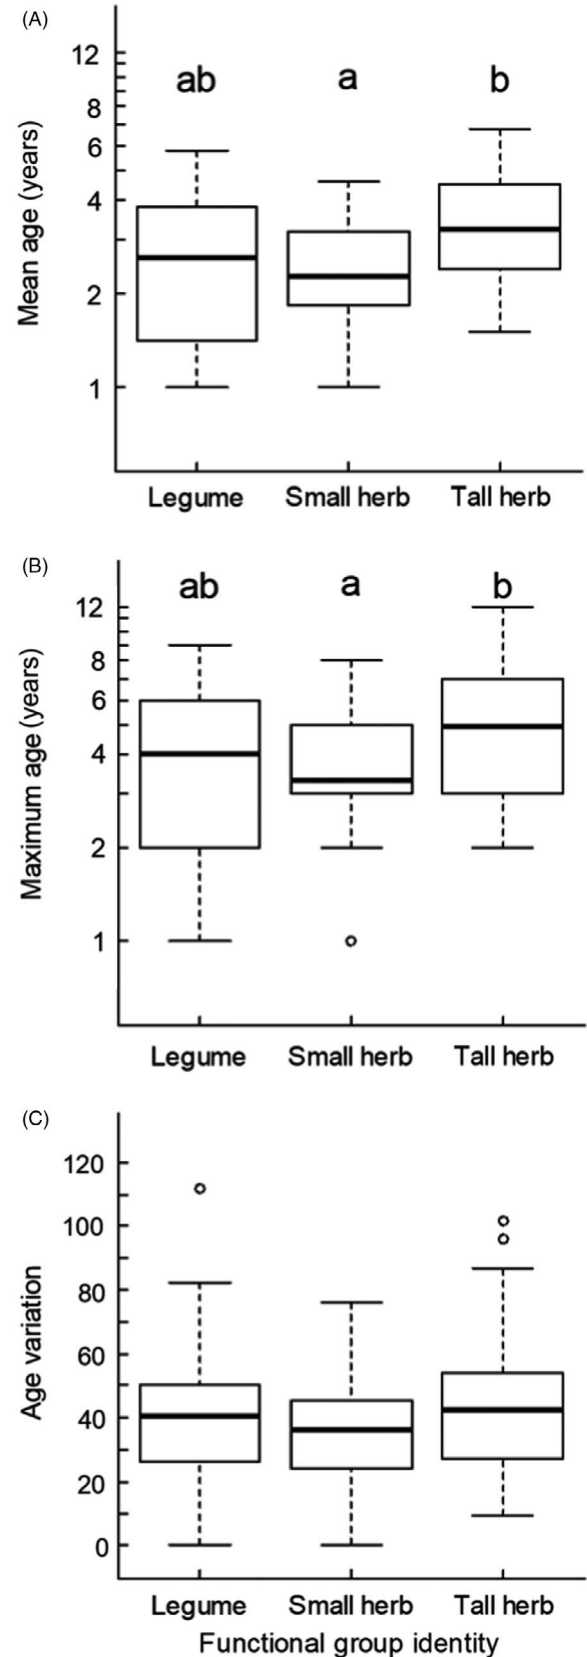 (A)
Mean age (years)
12
8
6
4
2
1
ab a b
Legume Small herb Tall herb
(B)
Maximum age (years)
12
8
6
4
2
1
ab a b
Legume Small herb Tall herb
(C)
Age variation
120
100
80
60
40
20
0
Legume Small herb Tall herb
Functional group identity